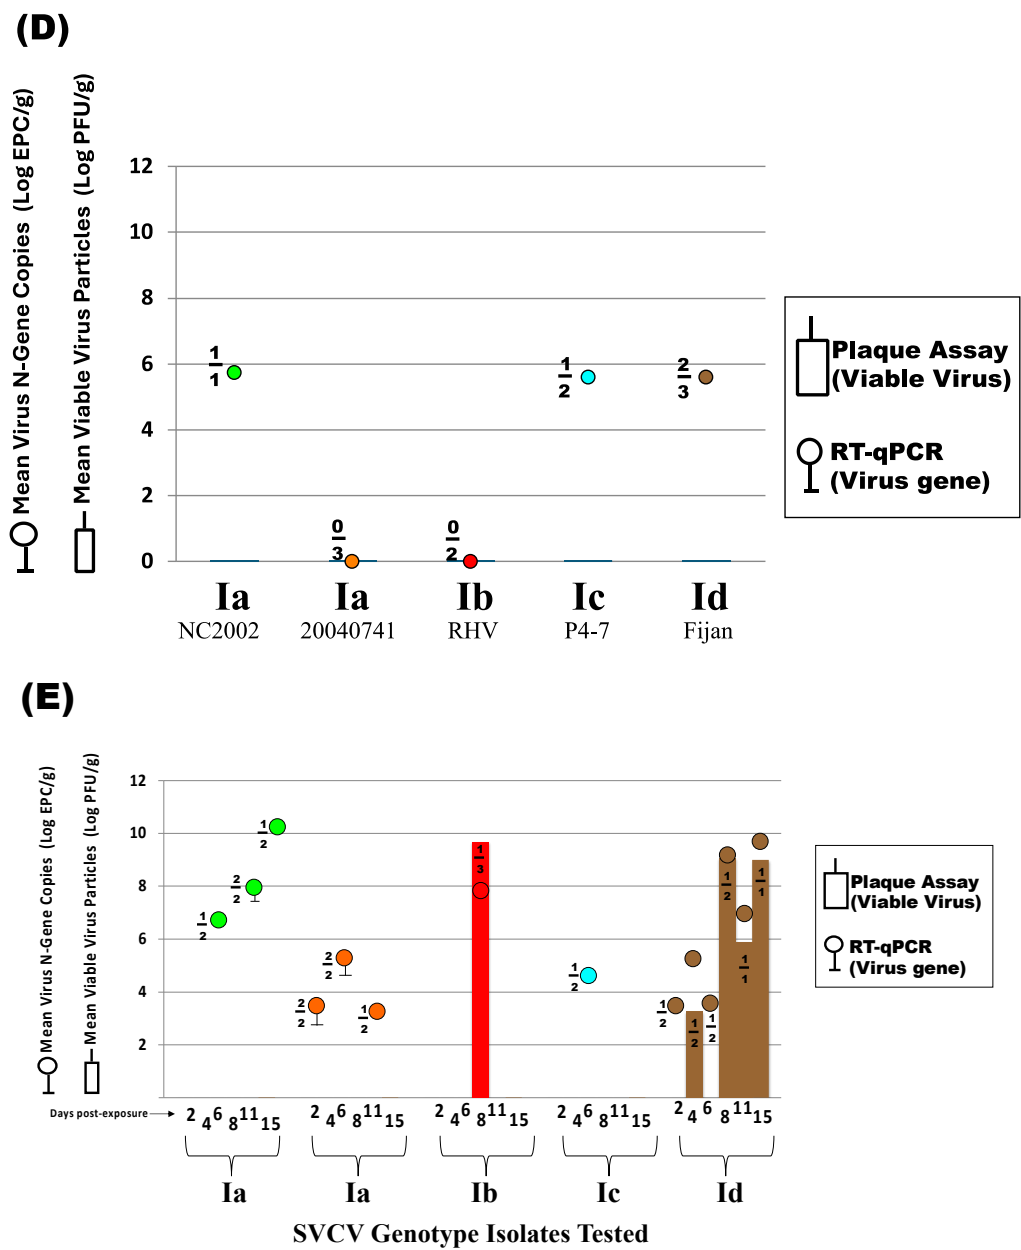 (D)
Mean Virus N-Gene Copies (Log EPC/g)
Mean Viable Virus Particles (Log PFU/g)
12
10
8
6
4
2
0
1
1
0
3
0
2
1
2
2
3
Ia
Ia
Ib
Ic
Id
NC2002
20040741
RHV
P4-7
Fijan
Plaque Assay
(Viable Virus)
RT-qPCR
(Virus gene)
(E)
Mean Virus N-Gene Copies (Log EPC/g)
Mean Viable Virus Particles (Log PFU/g)
12
10
8
6
4
2
1
2
2
2
1
2
2
2
2
2
1
2
1
3
1
2
1
2
1
2
1
2
1
2
1
1
1
1
Plaque Assay
(Viable Virus)
RT-qPCR
(Virus gene)
Days post-exposure
2 4 6 8 11 15
2 4 6 8 11 15
2 4 6 8 11 15
2 4 6 8 11 15
2 4 6 8 11 15
Ia
Ia
Ib
Ic
Id
SVCV Genotype Isolates Tested